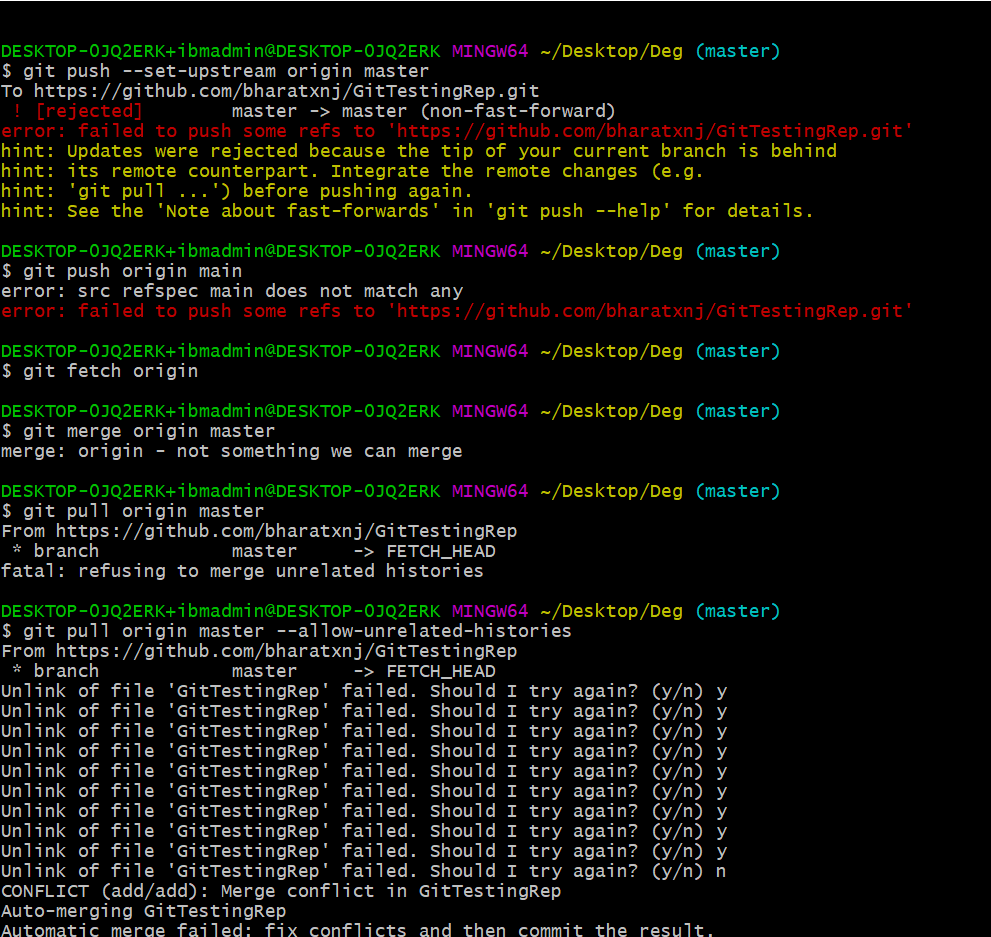 DESKTOP-0JQ2ERK+ibmadmin@DESKTOP-0JQ2ERK MINGW64 ~/Desktop/Deg (master)
$ git push --set-upstream origin master
To https://github.com/bharatxnj/GitTestingRep.git
 ! [rejected]        master -> master (non-fast-forward)
error: failed to push some refs to 'https://github.com/bharatxnj/GitTestingRep.git'
hint: Updates were rejected because the tip of your current branch is behind
hint: its remote counterpart. Integrate the remote changes (e.g.
hint: 'git pull ...') before pushing again.
hint: See the 'Note about fast-forwards' in 'git push --help' for details.
DESKTOP-0JQ2ERK+ibmadmin@DESKTOP-0JQ2ERK MINGW64 ~/Desktop/Deg (master)
$ git push origin main
error: src refspec main does not match any
error: failed to push some refs to 'https://github.com/bharatxnj/GitTestingRep.git'
DESKTOP-0JQ2ERK+ibmadmin@DESKTOP-0JQ2ERK MINGW64 ~/Desktop/Deg (master)
$ git fetch origin
DESKTOP-0JQ2ERK+ibmadmin@DESKTOP-0JQ2ERK MINGW64 ~/Desktop/Deg (master)
$ git merge origin master
merge: origin - not something we can merge
DESKTOP-0JQ2ERK+ibmadmin@DESKTOP-0JQ2ERK MINGW64 ~/Desktop/Deg (master)
$ git pull origin master
From https://github.com/bharatxnj/GitTestingRep
 * branch            master     -> FETCH_HEAD
fatal: refusing to merge unrelated histories
DESKTOP-0JQ2ERK+ibmadmin@DESKTOP-0JQ2ERK MINGW64 ~/Desktop/Deg (master)
$ git pull origin master --allow-unrelated-histories
From https://github.com/bharatxnj/GitTestingRep
 * branch            master     -> FETCH_HEAD
Unlink of file 'GitTestingRep' failed. Should I try again? (y/n) y
Unlink of file 'GitTestingRep' failed. Should I try again? (y/n) y
Unlink of file 'GitTestingRep' failed. Should I try again? (y/n) y
Unlink of file 'GitTestingRep' failed. Should I try again? (y/n) y
Unlink of file 'GitTestingRep' failed. Should I try again? (y/n) y
Unlink of file 'GitTestingRep' failed. Should I try again? (y/n) y
Unlink of file 'GitTestingRep' failed. Should I try again? (y/n) y
Unlink of file 'GitTestingRep' failed. Should I try again? (y/n) y
Unlink of file 'GitTestingRep' failed. Should I try again? (y/n) y
Unlink of file 'GitTestingRep' failed. Should I try again? (y/n) n
CONFLICT (add/add): Merge conflict in GitTestingRep
Auto-merging GitTestingRep
Automatic merge failed; fix conflicts and then commit the result.